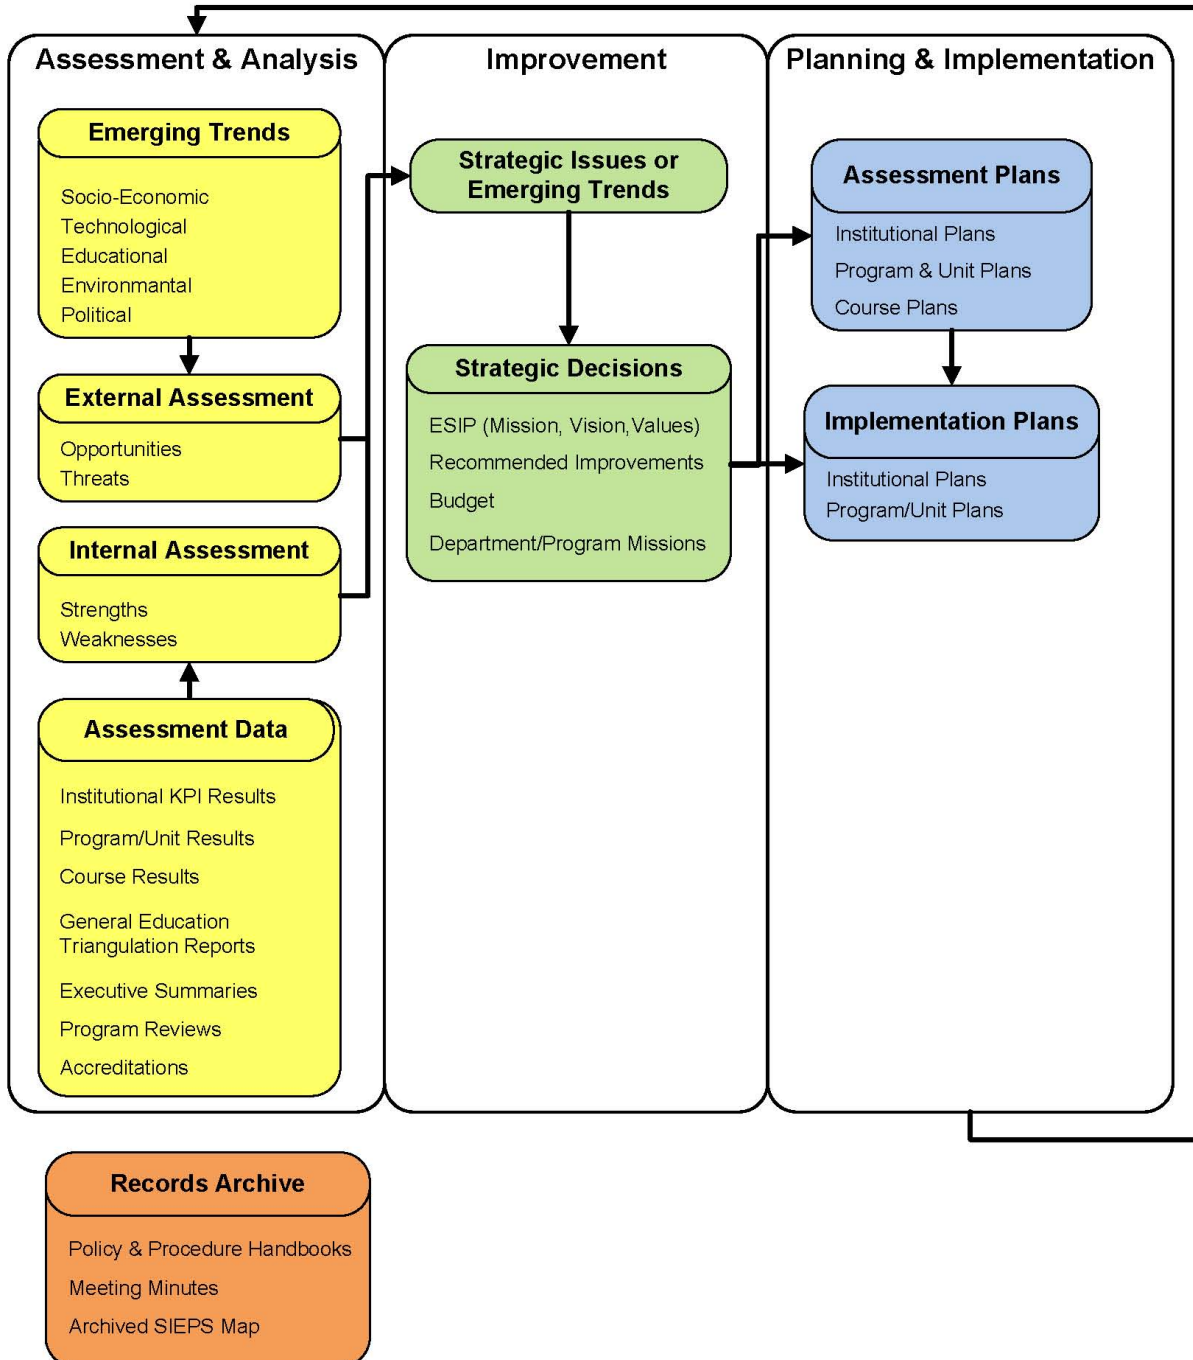 Assessment & Analysis
Emerging Trends
Socio-Economic
Technological
Educational
Environmantal
Political
External Assessment
Opportunities
Threats
Internal Assessment
Strengths
Weaknesses
Assessment Data
Institutional KPI Results
Program/Unit Results
Course Results
General Education
Triangulation Reports
Executive Summaries
Program Reviews
Accreditations
Improvement
Strategic Issues or
Emerging Trends
Strategic Decisions
ESIP (Mission, Vision,Values)
Recommended Improvements
Budget
Department/Program Missions
Planning & Implementation
Assessment Plans
Institutional Plans
Program & Unit Plans
Course Plans
Implementation Plans
Institutional Plans
Program/Unit Plans
Records Archive
Policy & Procedure Handbooks
Meeting Minutes
Archived SIEPS Map